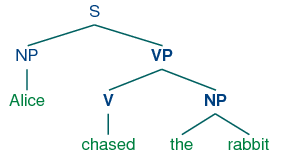 S
NP VP
Alice V NP
chased the rabbit